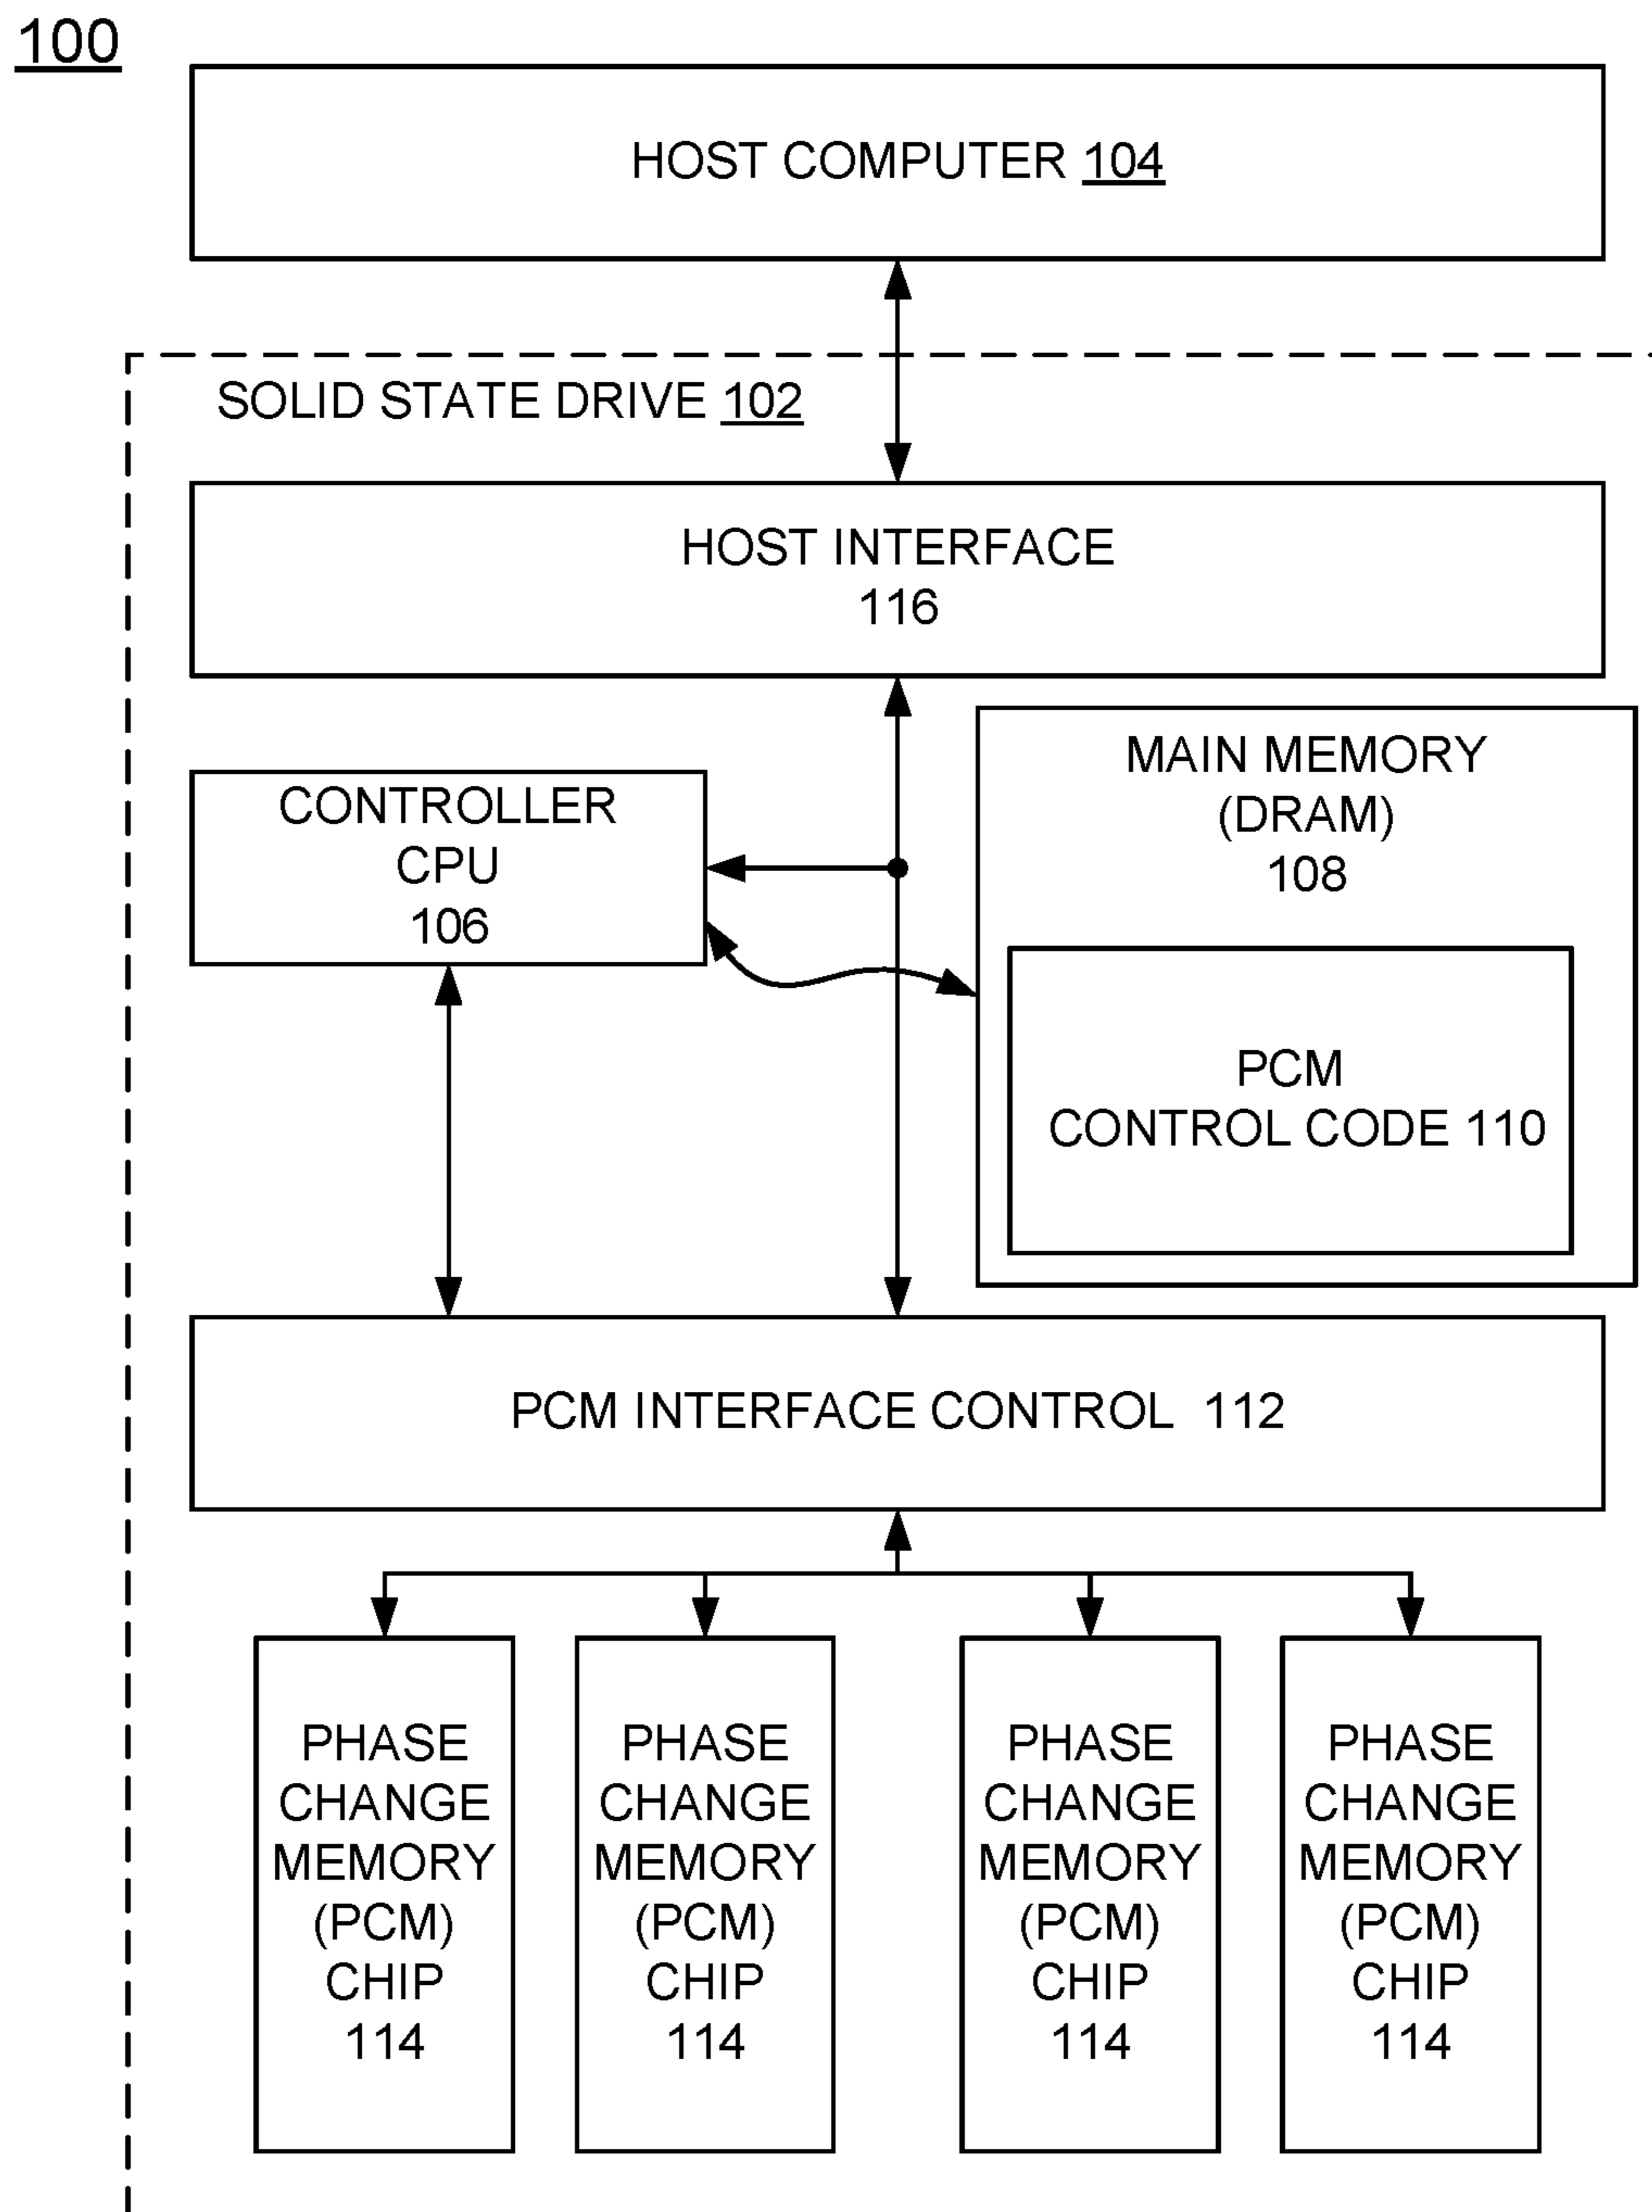 100
HOST COMPUTER 104
SOLID STATE DRIVE 102
HOST INTERFACE
116
MAIN MEMORY
(DRAM)
108
CONTROLLER
CPU
106
PCM
CONTROL CODE 110
PCM INTERFACE CONTROL 112
PHASE
CHANGE
MEMORY
(PCM)
CHIP
114
PHASE
CHANGE
MEMORY
(PCM)
CHIP
114
PHASE
CHANGE
MEMORY
(PCM)
CHIP
114
PHASE
CHANGE
MEMORY
(PCM)
CHIP
114